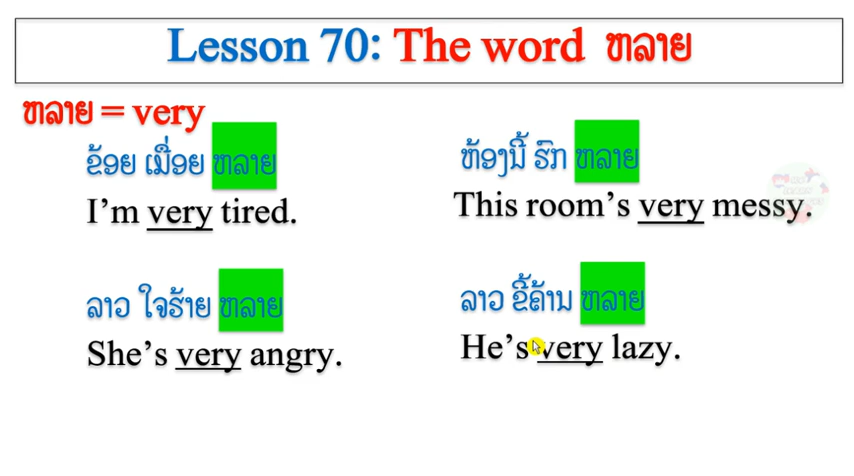 Lesson 70: The word ຫລາຍ
ຫລາຍ = very
ຂ້ອຍ ເມື່ອຍ ຫລາຍ
I'm very tired.
ຫ້ອງນີ້ ຮົກ ຫລາຍ
This room's very messy.
ລາວ ໃຈຮ້າຍ ຫລາຍ
She's very angry.
ລາວ ຂີ້ຄ້ານ ຫລາຍ
He's very lazy.